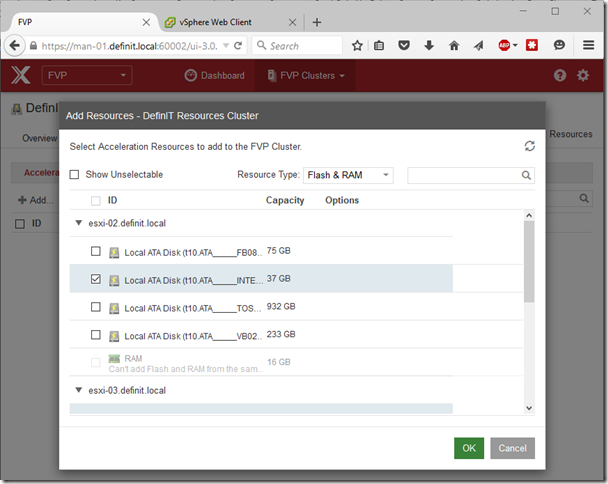 FVP
vSphere Web Client
https://man-01.definit.local:60002/ui-3.0.
Search
ABP
FVP
Dashboard
FVP Clusters
DefinIT
Add Resources - DefinIT Resources Cluster
Overview
Resources
Select Acceleration Resources to add to the FVP Cluster.
Accelera
Show Unselectable
Resource Type:
Flash & RAM
Add...
ID
Capacity
Options
ID
esxi-02.definit.local
Local ATA Disk (t10.ATA_____FB08...
75 GB
Local ATA Disk (t10.ATA_____INTE...
37 GB
Local ATA Disk (t10.ATA_____TOS...
932 GB
Local ATA Disk (t10.ATA_____VB02...
233 GB
RAM
16 GB
Can't add Flash and RAM from the sam...
esxi-03.definit.local
OK
Cancel